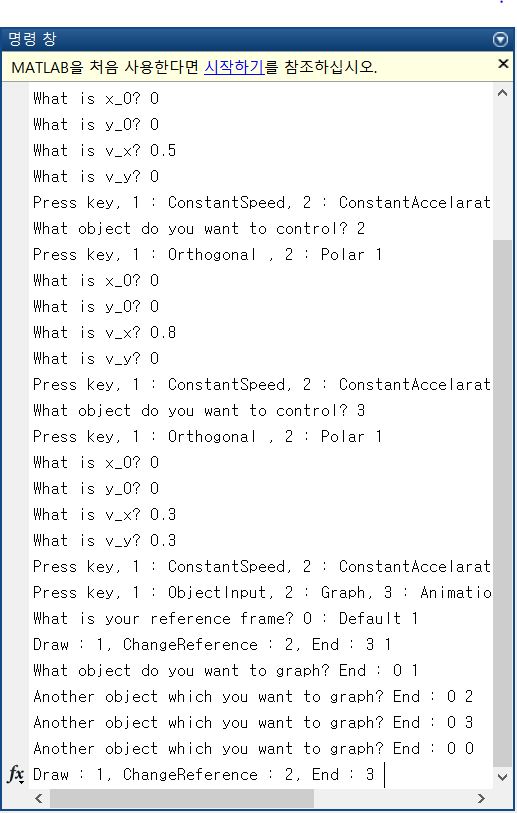 명령 창
MATLAB을 처음 사용한다면 시작하기를 참조하십시오.
What is x_0? 0
What is y_0? 0
What is v_x? 0.5
What is v_y? 0
Press key, 1 : ConstantSpeed, 2 : ConstantAccelarat
What object do you want to control? 2
Press key, 1 : Orthogonal , 2 : Polar 1
What is x_0? 0
What is y_0? 0
What is v_x? 0.8
What is v_y? 0
Press key, 1 : ConstantSpeed, 2 : ConstantAccelarat
What object do you want to control? 3
Press key, 1 : Orthogonal , 2 : Polar 1
What is x_0? 0
What is y_0? 0
What is v_x? 0.3
What is v_y? 0.3
Press key, 1 : ConstantSpeed, 2 : ConstantAccelarat
Press key, 1 : ObjectInput, 2 : Graph, 3 : Animatio
What is your reference frame? 0 : Default 1
Draw : 1, ChangeReference : 2, End : 3 1
What object do you want to graph? End : 0 1
Another object which you want to graph? End : 0 2
Another object which you want to graph? End : 0 3
Another object which you want to graph? End : 0 0
fx Draw : 1, ChangeReference : 2, End : 3